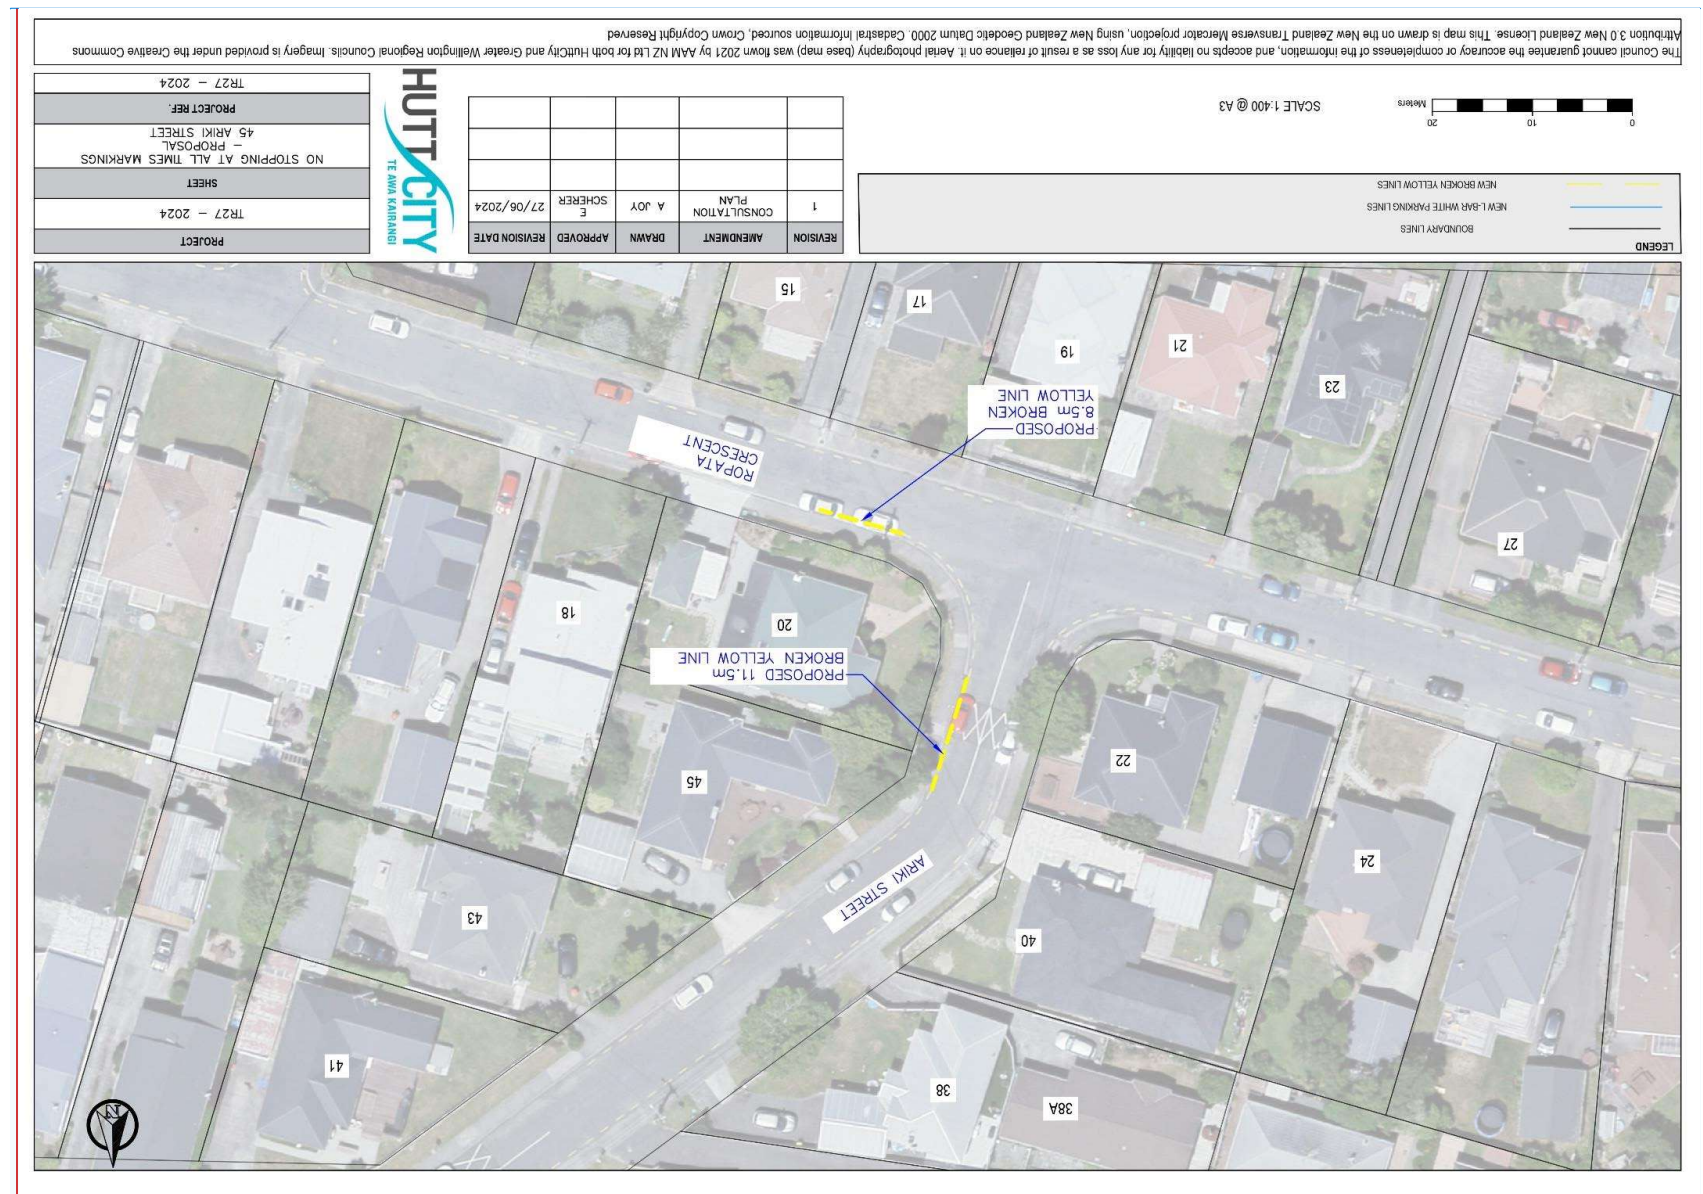 N
38A
38
41
40
43
ARIKI STREET
24
45
22
PROPOSED 11.5m
BROKEN YELLOW LINE
20
18
27
ROPATA
CRESCENT
PROPOSED
8.5m BROKEN
YELLOW LINE
23
19
21
17
15
LEGEND
BOUNDARY LINES
NEW L-BAR WHITE PARKING LINES
NEW BROKEN YELLOW LINES
0 10 20
Meters
SCALE 1:400 @ A3
REVISION AMENDMENT DRAWN APPROVED REVISION DATE
1 CONSULTATION PLAN A JOY E SCHERER 27/06/2024
HUTT CITY
TE AWA KAIRANGI
PROJECT
TR27 – 2024
SHEET
NO STOPPING AT ALL TIMES MARKINGS
– PROPOSAL
45 ARIKI STREET
PROJECT REF.
TR27 – 2024
The Council cannot guarantee the accuracy or completeness of the information, and accepts no liability for any loss as a result of reliance on it. Aerial photography (base map) was flown 2021 by AAM NZ Ltd for both HuttCity and Greater Wellington Regional Councils. Imagery is provided under the Creative Commons
Attribution 3.0 New Zealand License. This map is drawn on the New Zealand Transverse Mercator projection, using New Zealand Geodetic Datum 2000. Cadastral Information sourced, Crown Copyright Reserved